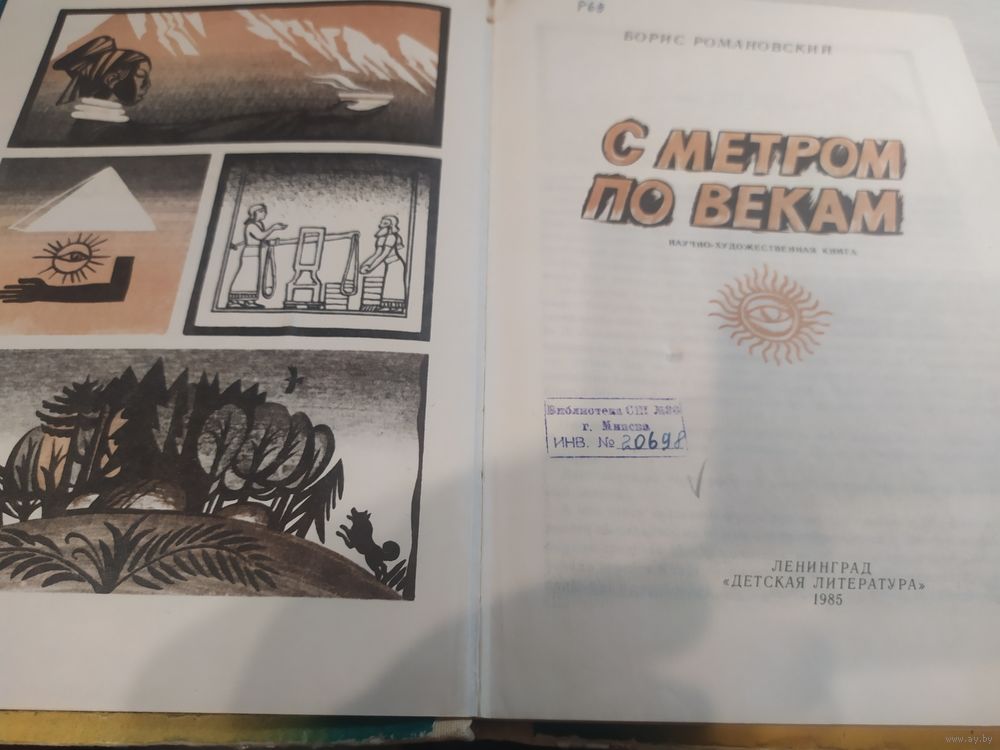 Р69
БОРИС РОМАНОВСКИЙ
С МЕТРОМ
ПО ВЕКАМ
НАУЧНО-ХУДОЖЕСТВЕННАЯ КНИГА
Библиотека СШ №
г. Минска
ИНВ. № 20698
ЛЕНИНГРАД
«ДЕТСКАЯ ЛИТЕРАТУРА»
1985
www.ay.by